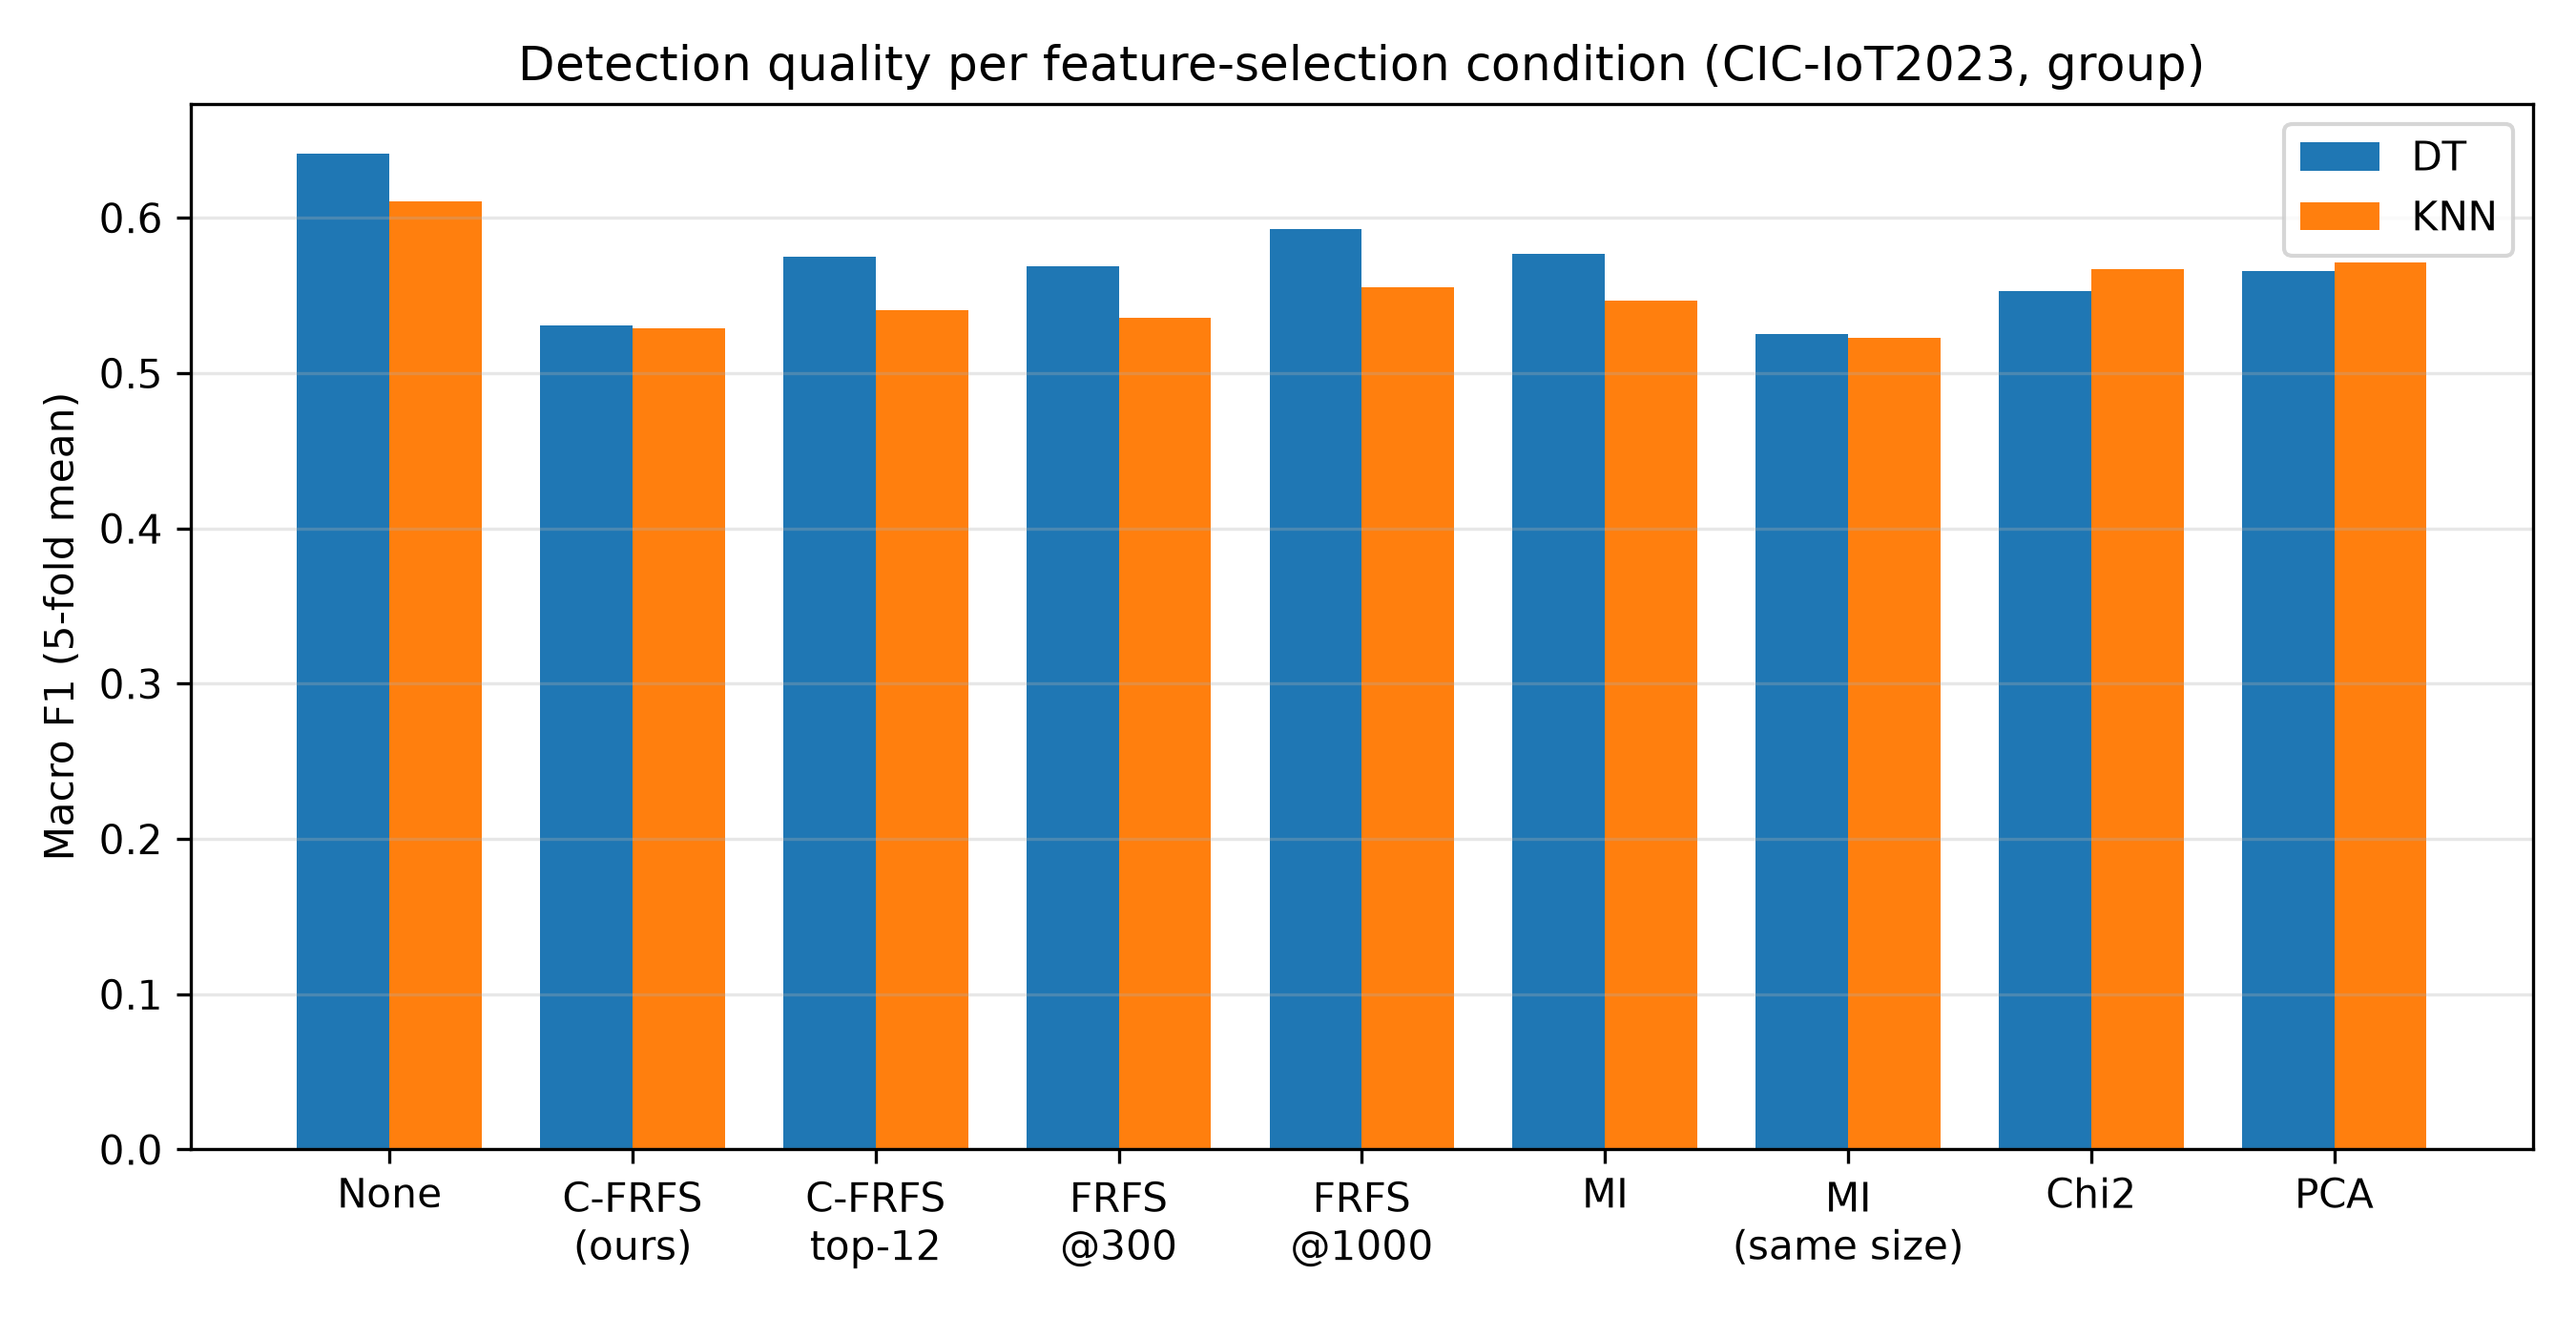 Detection quality per feature-selection condition (CIC-IoT2023, group)
DT
KNN
Macro F1 (5-fold mean)
0.6
0.5
0.4
0.3
0.2
0.1
0.0
None
C-FRFS
(ours)
C-FRFS
top-12
FRFS
@300
FRFS
@1000
MI
MI
(same size)
Chi2
PCA